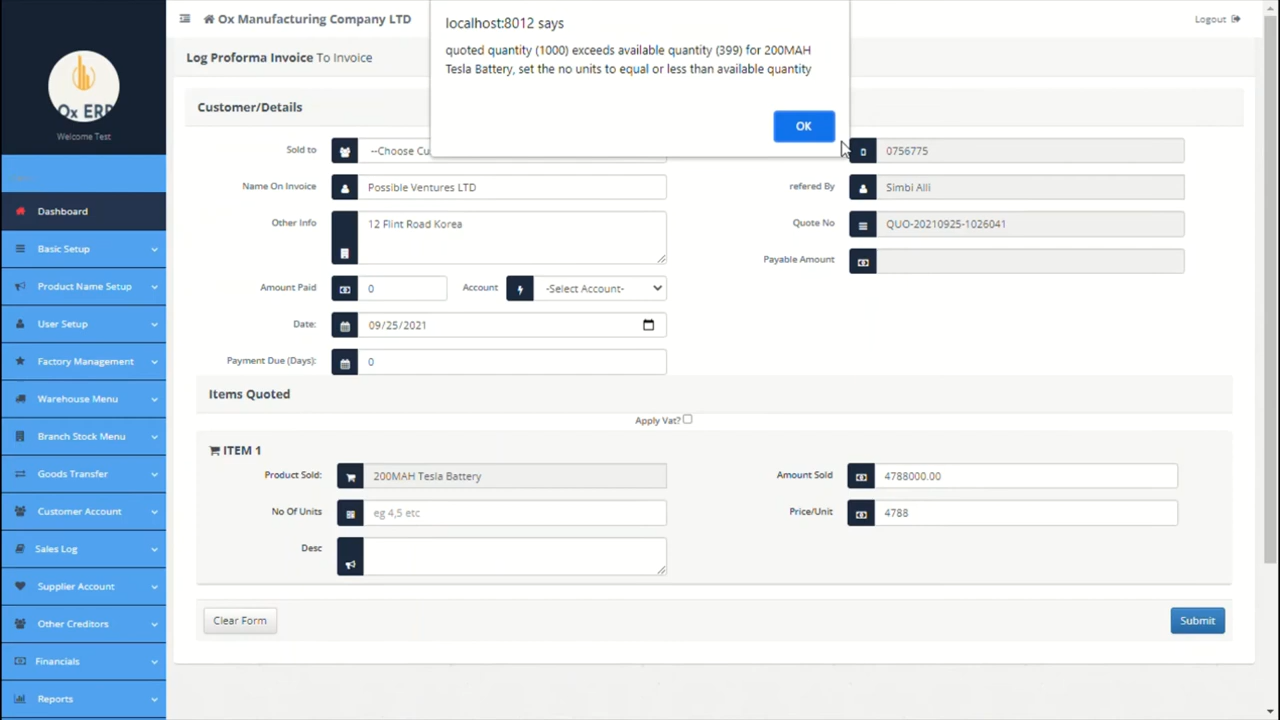 Ox Manufacturing Company LTD
Logout
localhost:8012 says
quoted quantity (1000) exceeds available quantity (399) for 200MAH
Tesla Battery, set the no units to equal or less than available quantity
OK
Ox ERP
Welcome Test
Dashboard
Basic Setup
Product Name Setup
User Setup
Factory Management
Warehouse Menu
Branch Stock Menu
Goods Transfer
Customer Account
Sales Log
Supplier Account
Other Creditors
Financials
Reports
Log Proforma Invoice To Invoice
Customer/Details
Sold to --Choose Cu
0756775
Name On Invoice Possible Ventures LTD
refered By Simbi Alli
Other Info 12 Flint Road Korea
Quote No QUO-20210925-1026041
Payable Amount
Amount Paid 0 Account -Select Account-
Date: 09/25/2021
Payment Due (Days): 0
Items Quoted
Apply Vat?
ITEM 1
Product Sold: 200MAH Tesla Battery
Amount Sold 4788000.00
No Of Units eg 4,5 etc
Price/Unit 4788
Desc
Clear Form
Submit